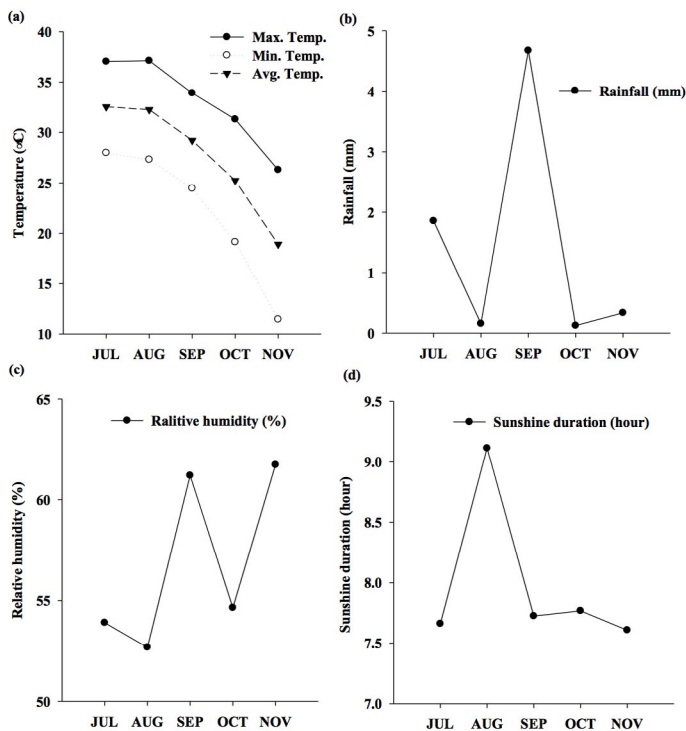 (a)
Max. Temp.
Min. Temp.
Avg. Temp.
Temperature (∝C)
40
35
30
25
19
15
10
JUL AUG SEP OCT NOV
(b)
Rainfall (mm)
Rainfall (mm)
5
4
3
2
1
0
JUL AUG SEP OCT NOV
(c)
Ralitive humidity (%)
Relative humidity (%)
65
60
54
55
50
JUL AUG SEP OCT NOV
(d)
Sunshine duration (hour)
Sunshine duration (hour)
9.5
9.0
8.5
8.0
7.5
7.0
JUL AUG SEP OCT NOV